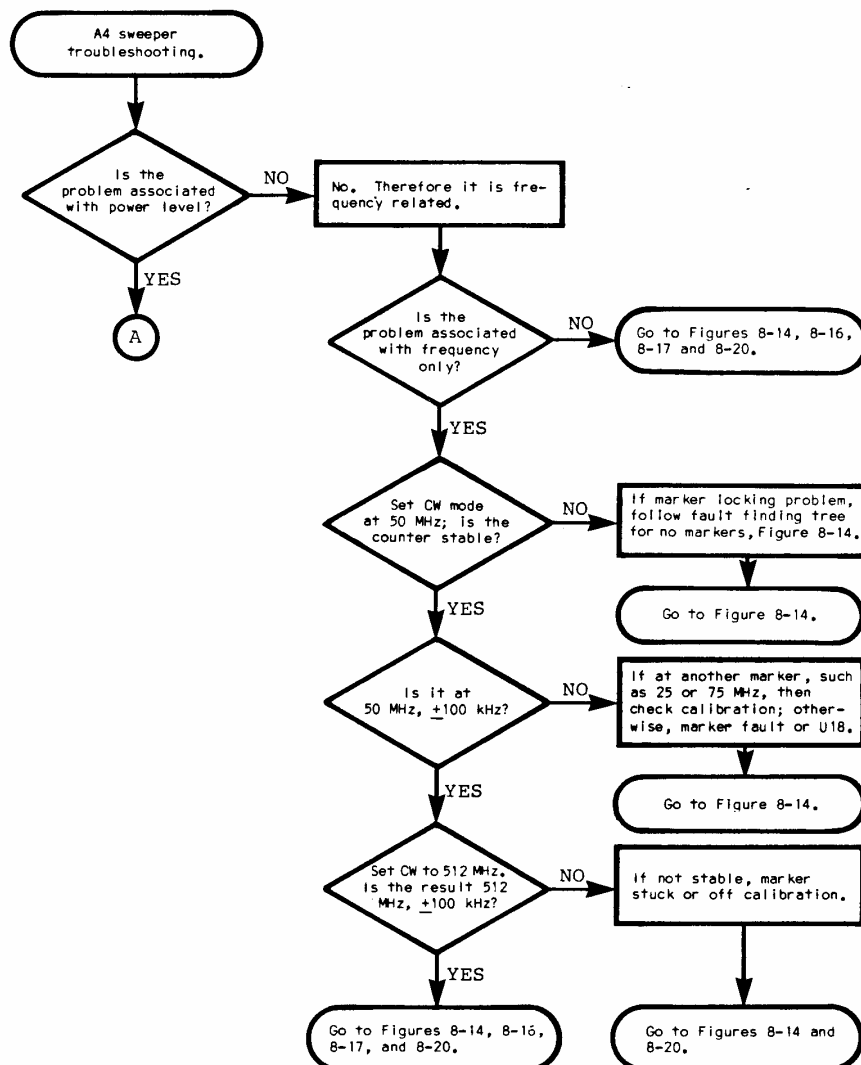 A4 sweeper
troubleshooting.
Is the
problem associated
with power level?
NO
No. Therefore it is fre-
quency related.
YES
A
Is the
problem associated
with frequency
only?
NO
Go to Figures 8-14, 8-16,
8-17 and 8-20.
YES
Set CW mode
at 50 MHz; is the
counter stable?
NO
If marker locking problem,
follow fault finding tree
for no markers, Figure 8-14.
Go to Figure 8-14.
YES
Is it at
50 MHz, ±100 kHz?
NO
If at another marker, such
as 25 or 75 MHz, then
check calibration; other-
wise, marker fault or U18.
Go to Figure 8-14.
YES
Set CW to 512 MHz.
Is the result 512
MHz, ±100 kHz?
NO
If not stable, marker
stuck or off calibration.
YES
Go to Figures 8-14, 8-16,
8-17, and 8-20.
Go to Figures 8-14 and
8-20.